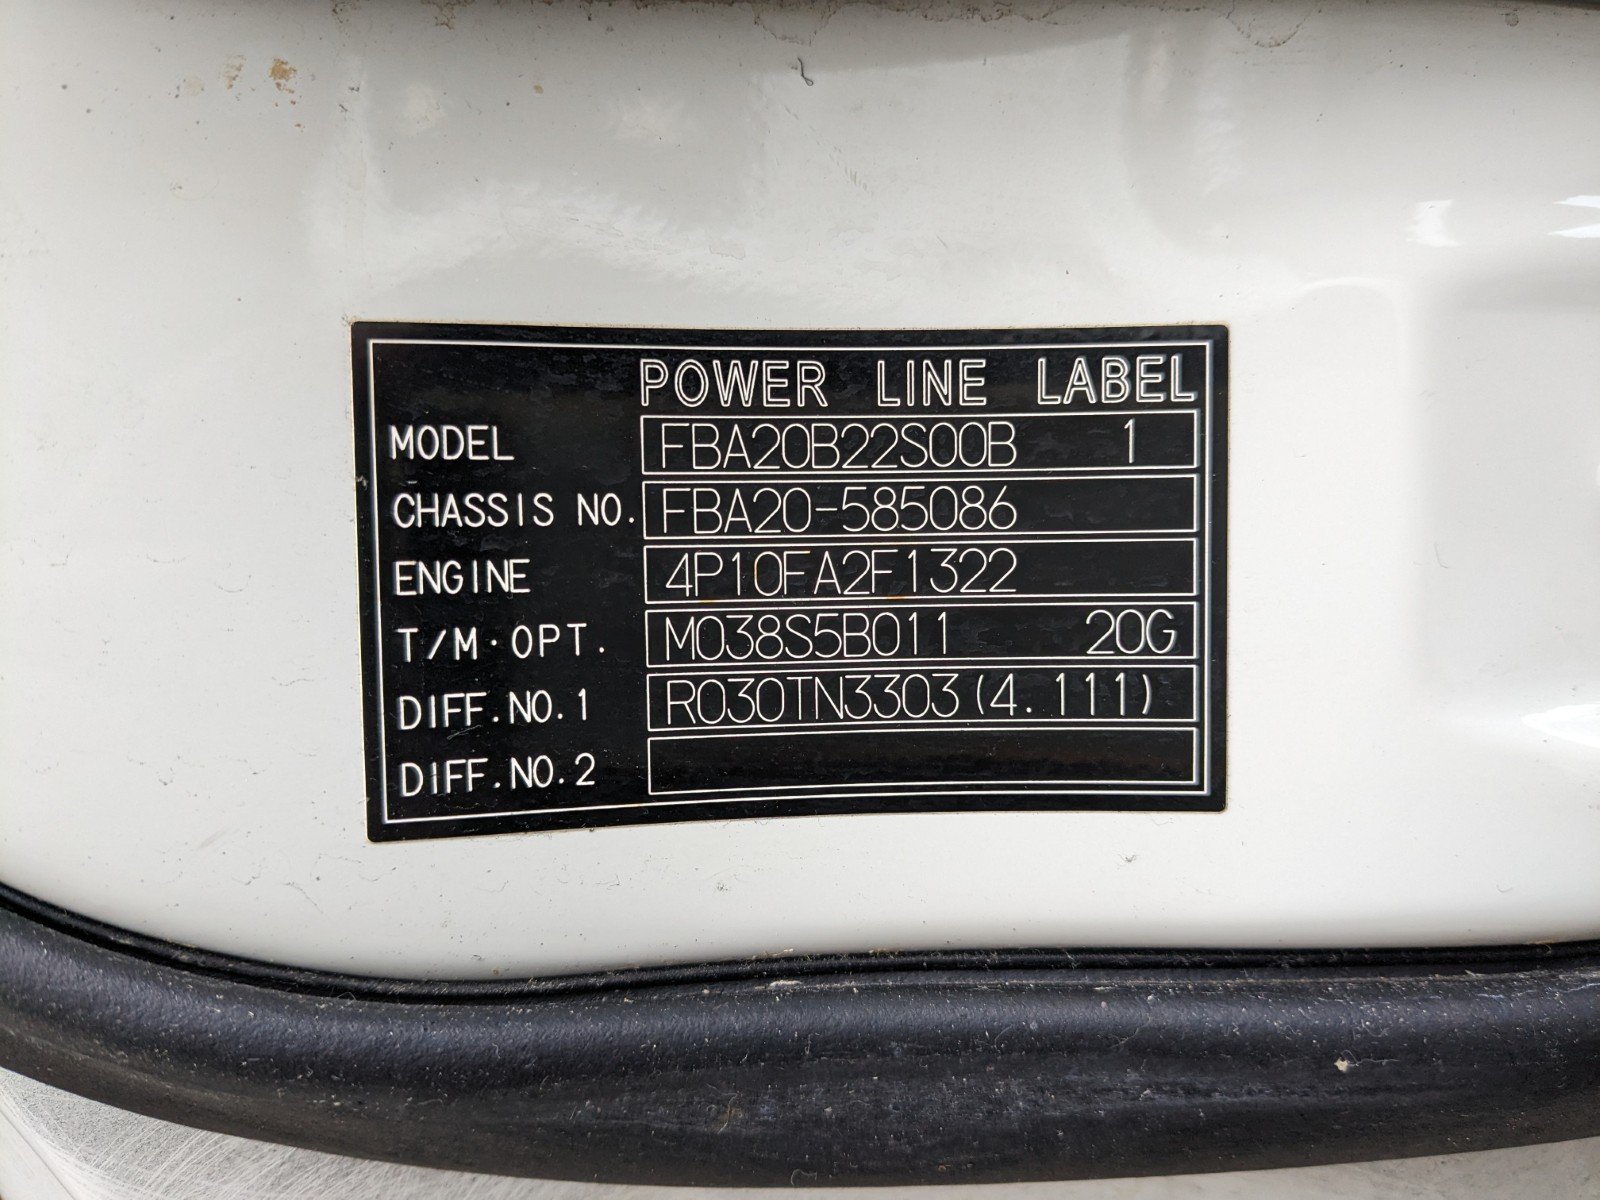 POWER LINE LABEL
MODEL FBA20B22S00B 1
CHASSIS NO. FBA20-585086
ENGINE 4P10FA2F1322
T/M·OPT. M038S5B011 20G
DIFF.NO.1 R030TN3303(4.111)
DIFF.NO.2